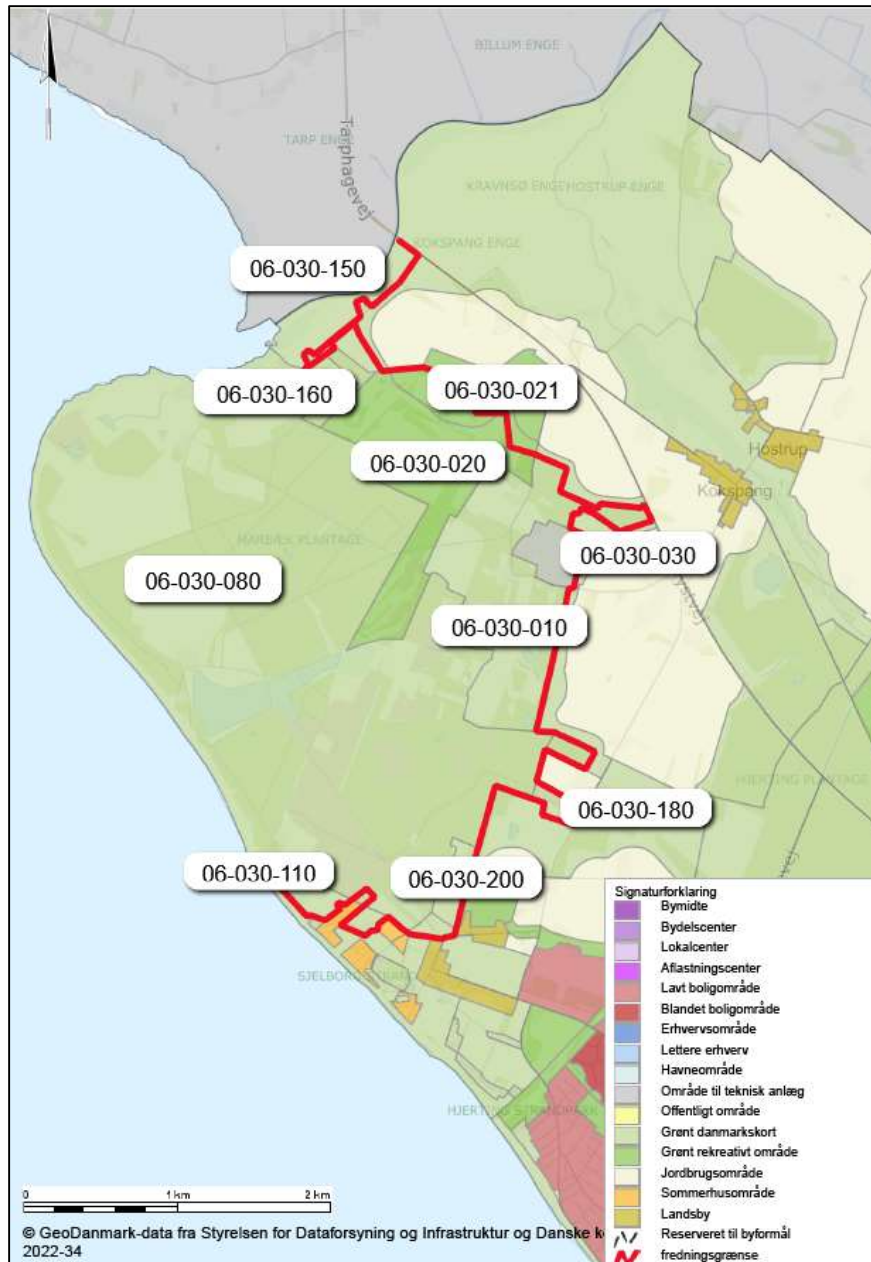 BILLUM ENGE
TARP ENGE
Tarphagevej
KRAVNSØ ENGE
HOSTRUP ENGE
KOKSPANG ENGE
06-030-150
06-030-160
06-030-021
06-030-020
Hostrup
Kokspang
MARBÆK PLANTAGE
06-030-030
06-030-080
06-030-010
HJERTING PLANTAGE
06-030-180
06-030-110
06-030-200
SJELBORG STRAND
HJERTING STRANDPARK
Signaturforklaring
Bymidte
Bydelscenter
Lokalcenter
Aflastningscenter
Lavt boligområde
Blandet boligområde
Erhvervsområde
Lettere erhverv
Havneområde
Område til teknisk anlæg
Offentligt område
Grønt danmarkskort
Grønt rekreativt område
Jordbrugsområde
Sommerhusområde
Landsby
Reserveret til byformål
fredningsgrænse
0 1 km 2 km
© GeoDanmark-data fra Styrelsen for Dataforsyning og Infrastruktur og Danske
2022-34